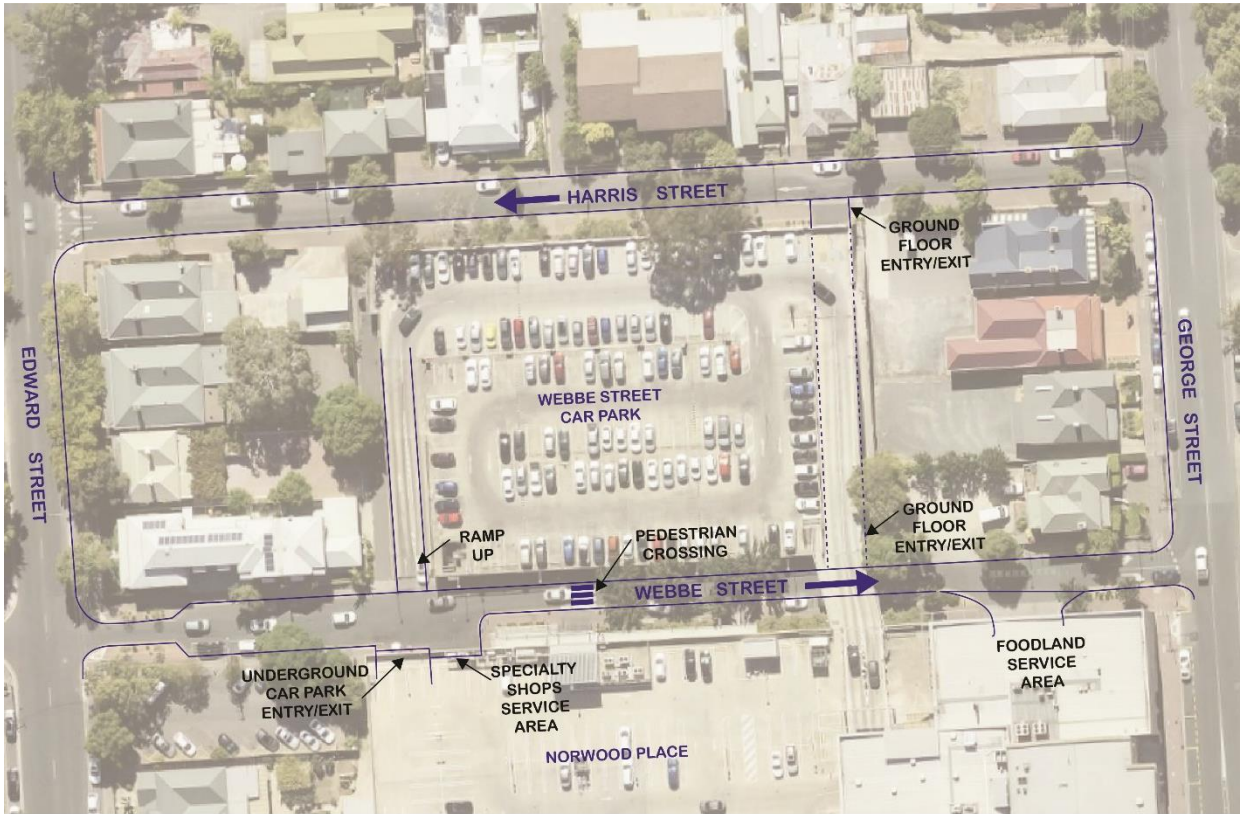 HARRIS STREET
GROUND
FLOOR
ENTRY/EXIT
EDWARD STREET
WEBBE STREET
CAR PARK
GEORGE STREET
GROUND
FLOOR
ENTRY/EXIT
RAMP
UP
PEDESTRIAN
CROSSING
WEBBE STREET
UNDERGROUND
CAR PARK
ENTRY/EXIT
SPECIALTY
SHOPS
SERVICE
AREA
FOODLAND
SERVICE
AREA
NORWOOD PLACE